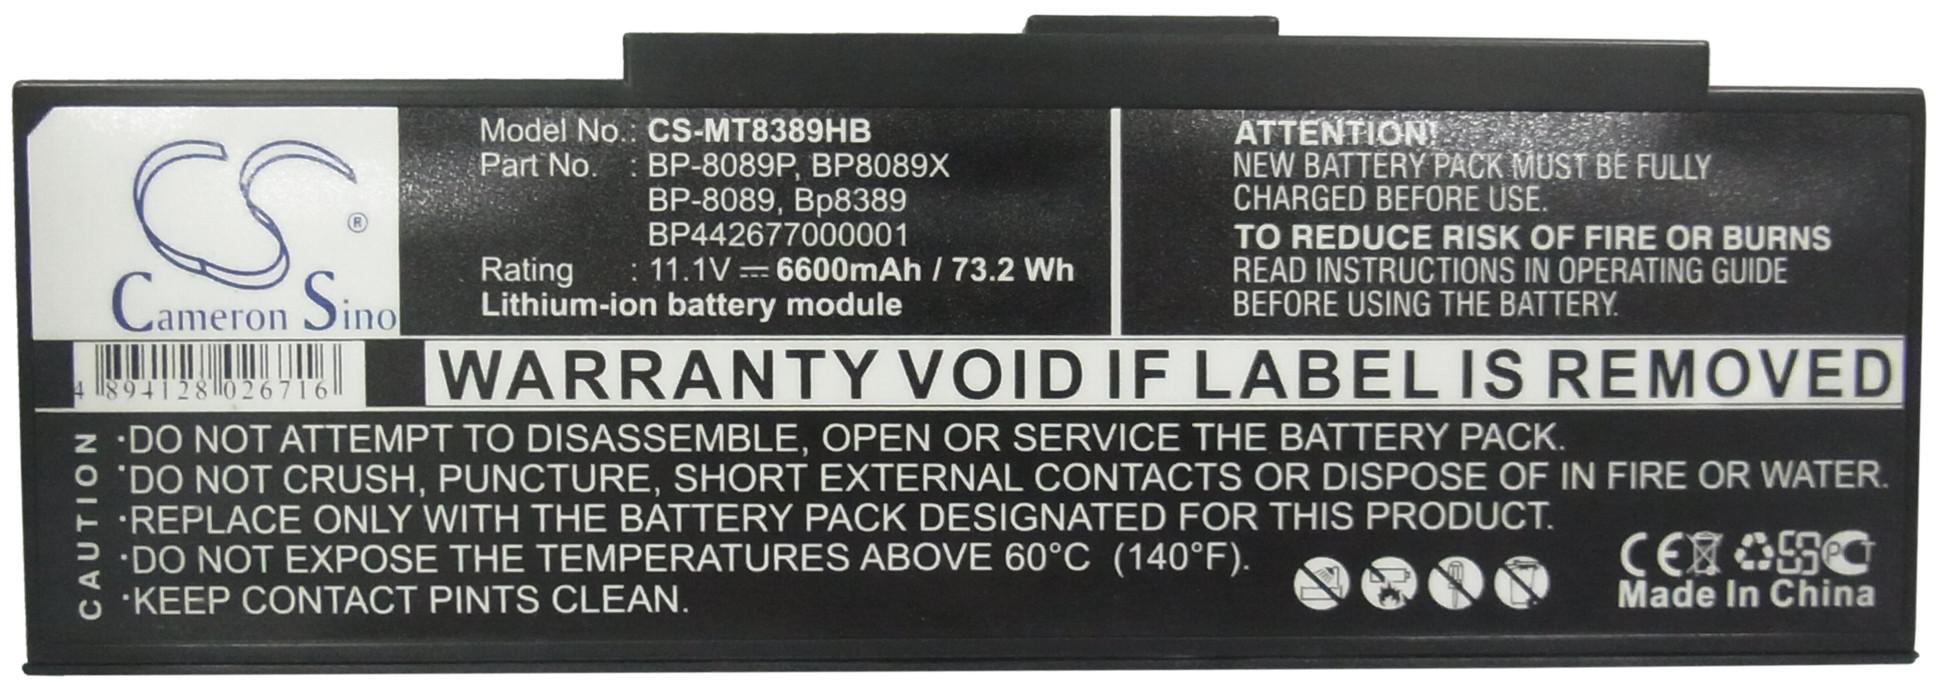 CS ®
Cameron Sino
Model No.: CS-MT8389HB
Part No. : BP-8089P, BP8089X
BP-8089, Bp8389
BP442677000001
Rating : 11.1V ⎓ 6600mAh / 73.2 Wh
Lithium-ion battery module
ATTENTION!
NEW BATTERY PACK MUST BE FULLY
CHARGED BEFORE USE.
TO REDUCE RISK OF FIRE OR BURNS
READ INSTRUCTIONS IN OPERATING GUIDE
BEFORE USING THE BATTERY.
4 894128 026716
WARRANTY VOID IF LABEL IS REMOVED
CAUTION
·DO NOT ATTEMPT TO DISASSEMBLE, OPEN OR SERVICE THE BATTERY PACK.
·DO NOT CRUSH, PUNCTURE, SHORT EXTERNAL CONTACTS OR DISPOSE OF IN FIRE OR WATER.
·REPLACE ONLY WITH THE BATTERY PACK DESIGNATED FOR THIS PRODUCT.
·DO NOT EXPOSE THE TEMPERATURES ABOVE 60°C (140°F).
·KEEP CONTACT PINTS CLEAN.
CE PCT
Made In China